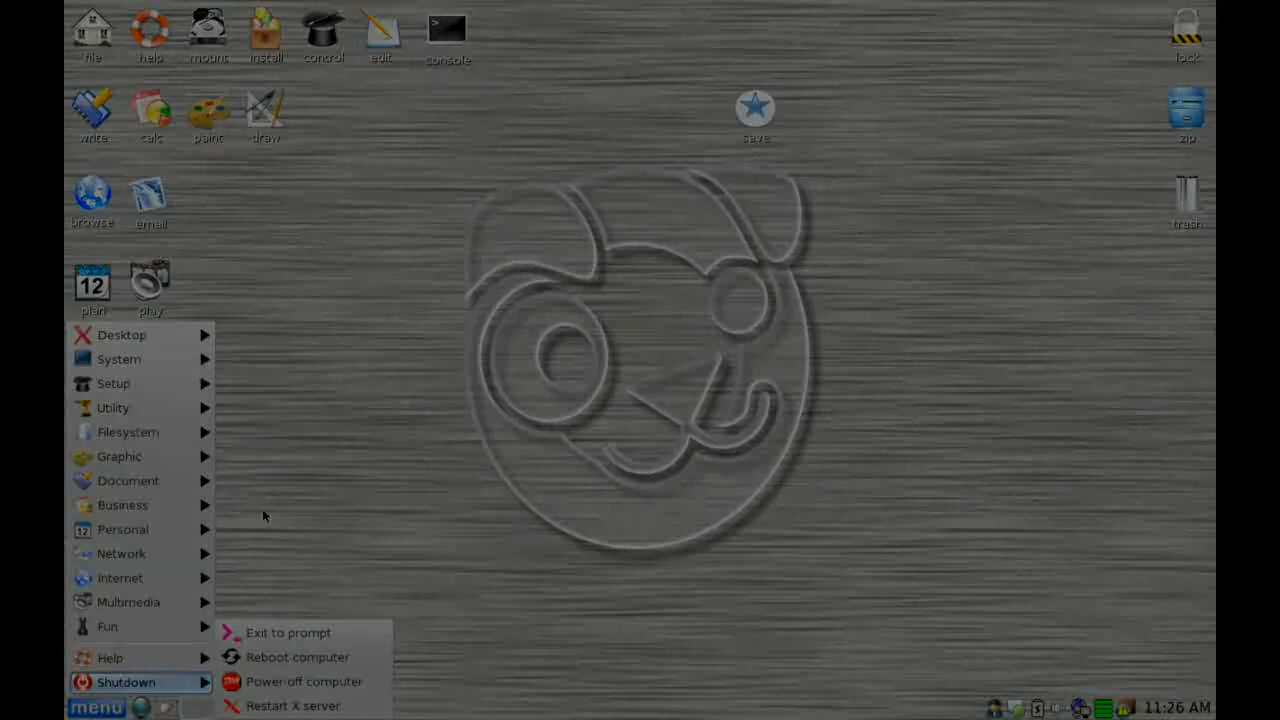 file help mount install control edit console lock
write calc paint draw save zip
browse email trash
12
plan play
Desktop
System
Setup
Utility
Filesystem
Graphic
Document
Business
12 Personal
Network
Internet
Multimedia
Fun
Exit to prompt
Help Reboot computer
Shutdown STOP Power-off computer
menu Restart X server 11:26 AM